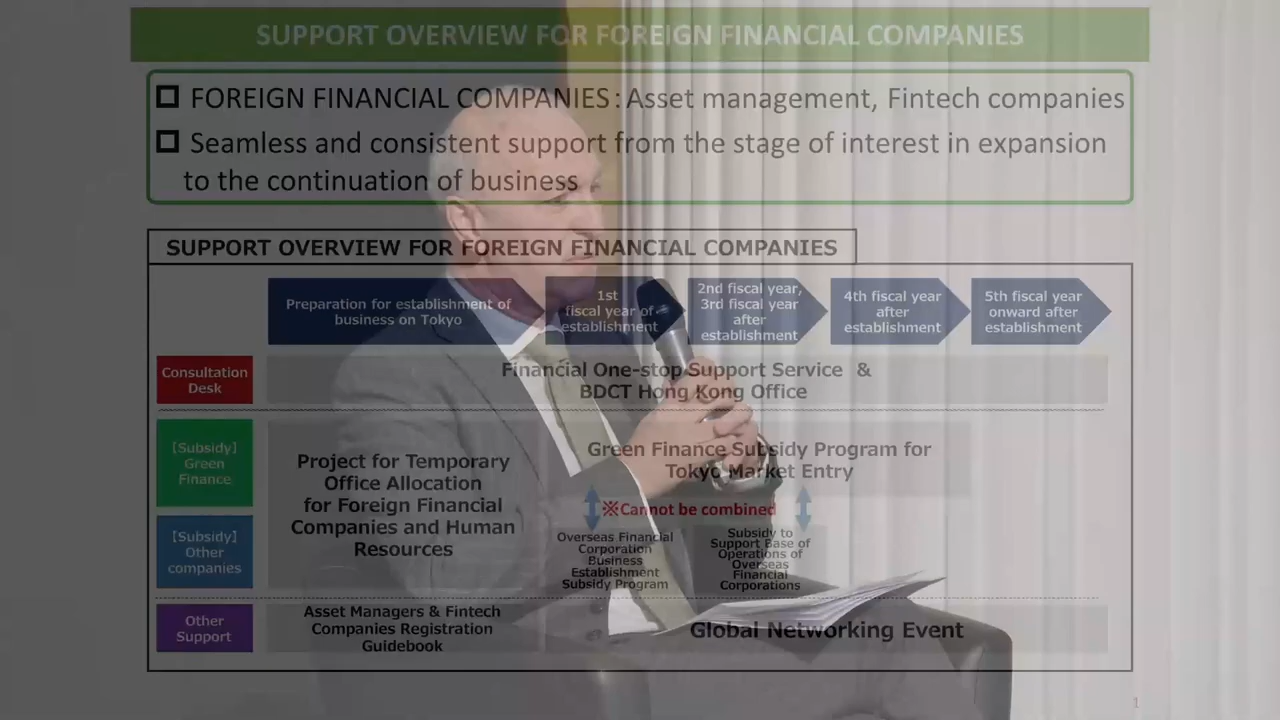 SUPPORT OVERVIEW FOR FOREIGN FINANCIAL COMPANIES
FOREIGN FINANCIAL COMPANIES : Asset management, Fintech companies
Seamless and consistent support from the stage of interest in expansion
to the continuation of business
SUPPORT OVERVIEW FOR FOREIGN FINANCIAL COMPANIES
Preparation for establishment of
business on Tokyo
1st
fiscal year of
establishment
2nd fiscal year,
3rd fiscal year
after
establishment
4th fiscal year
after
establishment
5th fiscal year
onward after
establishment
Consultation
Desk
Financial One-stop Support Service &
BDCT Hong Kong Office
【Subsidy】
Green
Finance
Project for Temporary
Office Allocation
for Foreign Financial
Companies and Human
Resources
Green Finance Subsidy Program for
Tokyo Market Entry
※Cannot be combined
【Subsidy】
Other
companies
Overseas Financial
Corporation
Business
Establishment
Subsidy Program
Subsidy to
Support Base of
Operations of
Overseas
Financial
Corporations
Other
Support
Asset Managers & Fintech
Companies Registration
Guidebook
Global Networking Event
1